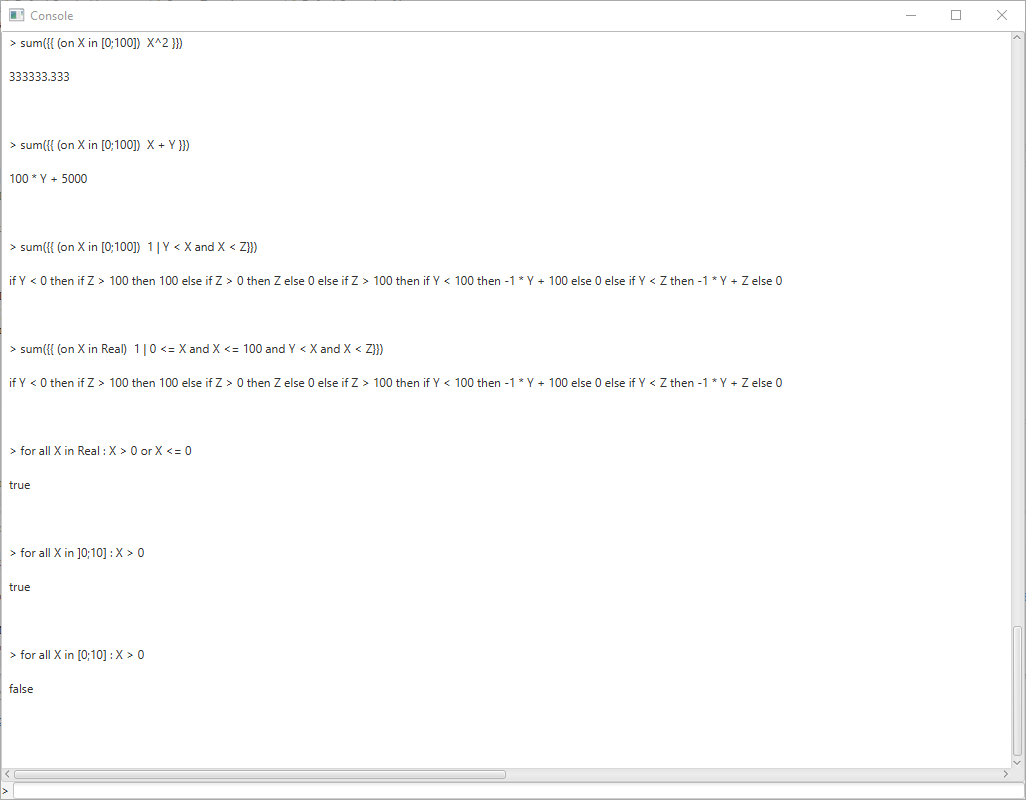 Console
> sum({{ (on X in [0;100])  X^2 }})
333333.333
> sum({{ (on X in [0;100])  X + Y }})
100 * Y + 5000
> sum({{ (on X in [0;100])  1 | Y < X and X < Z}})
if Y < 0 then if Z > 100 then 100 else if Z > 0 then Z else 0 else if Z > 100 then if Y < 100 then -1 * Y + 100 else 0 else if Y < Z then -1 * Y + Z else 0
> sum({{ (on X in Real)  1 | 0 <= X and X <= 100 and Y < X and X < Z}})
if Y < 0 then if Z > 100 then 100 else if Z > 0 then Z else 0 else if Z > 100 then if Y < 100 then -1 * Y + 100 else 0 else if Y < Z then -1 * Y + Z else 0
> for all X in Real : X > 0 or X <= 0
true
> for all X in ]0;10] : X > 0
true
> for all X in [0;10] : X > 0
false
>